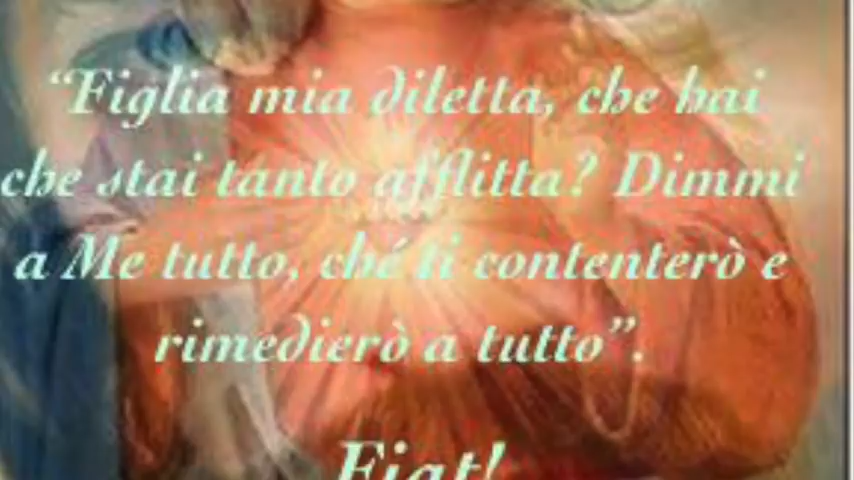 “Figlia mia diletta, che hai
che stai tanto afflitta? Dimmi
a Me tutto, ché ti contenterò e
rimedierò a tutto”.
Fiat!